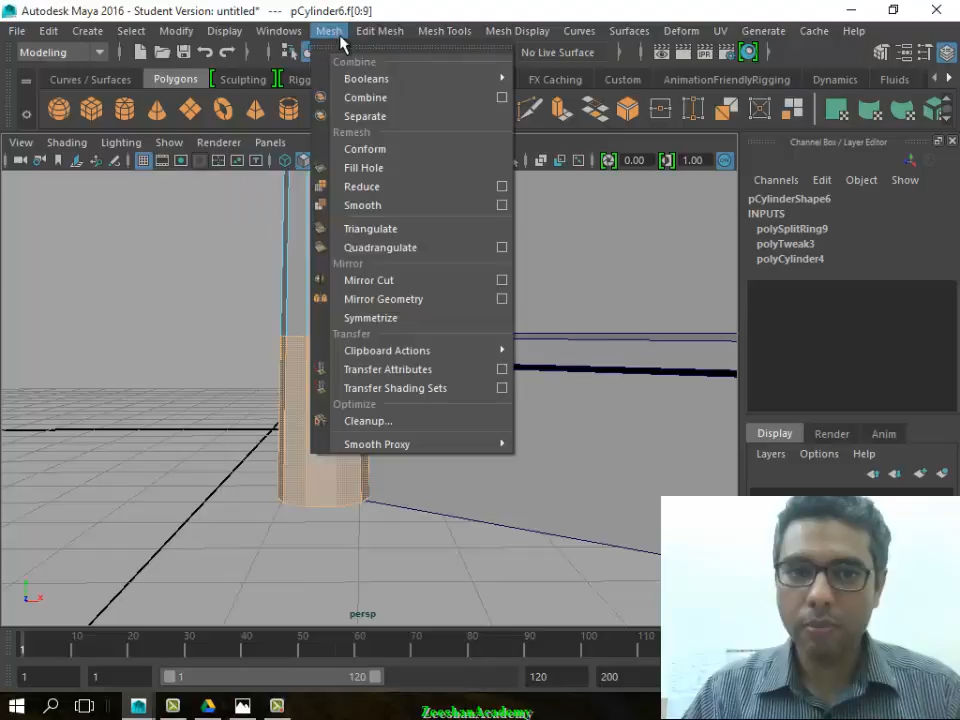 Autodesk Maya 2016 - Student Version: untitled*   ---   pCylinder6.f[0:9]
File Edit Create Select Modify Display Windows Mesh Edit Mesh Mesh Tools Mesh Display Curves Surfaces Deform UV Generate Cache Help
Modeling No Live Surface
Curves / Surfaces Polygons Sculpting FX Caching Custom AnimationFriendlyRigging Dynamics Fluids
View Shading Lighting Show Renderer Panels
0.00 1.00
Combine
Booleans
Combine
Separate
Remesh
Conform
Fill Hole
Reduce
Smooth
Triangulate
Quadrangulate
Mirror
Mirror Cut
Mirror Geometry
Symmetrize
Transfer
Clipboard Actions
Transfer Attributes
Transfer Shading Sets
Optimize
Cleanup...
Smooth Proxy
Channel Box / Layer Editor
Channels Edit Object Show
pCylinderShape6
INPUTS
polySplitRing9
polyTweak3
polyCylinder4
Display Render Anim
Layers Options Help
persp
1 10 20 30 40 50 60 70 80 90 100 110
1 1 1 120 120 200
ZeeshanAcademy